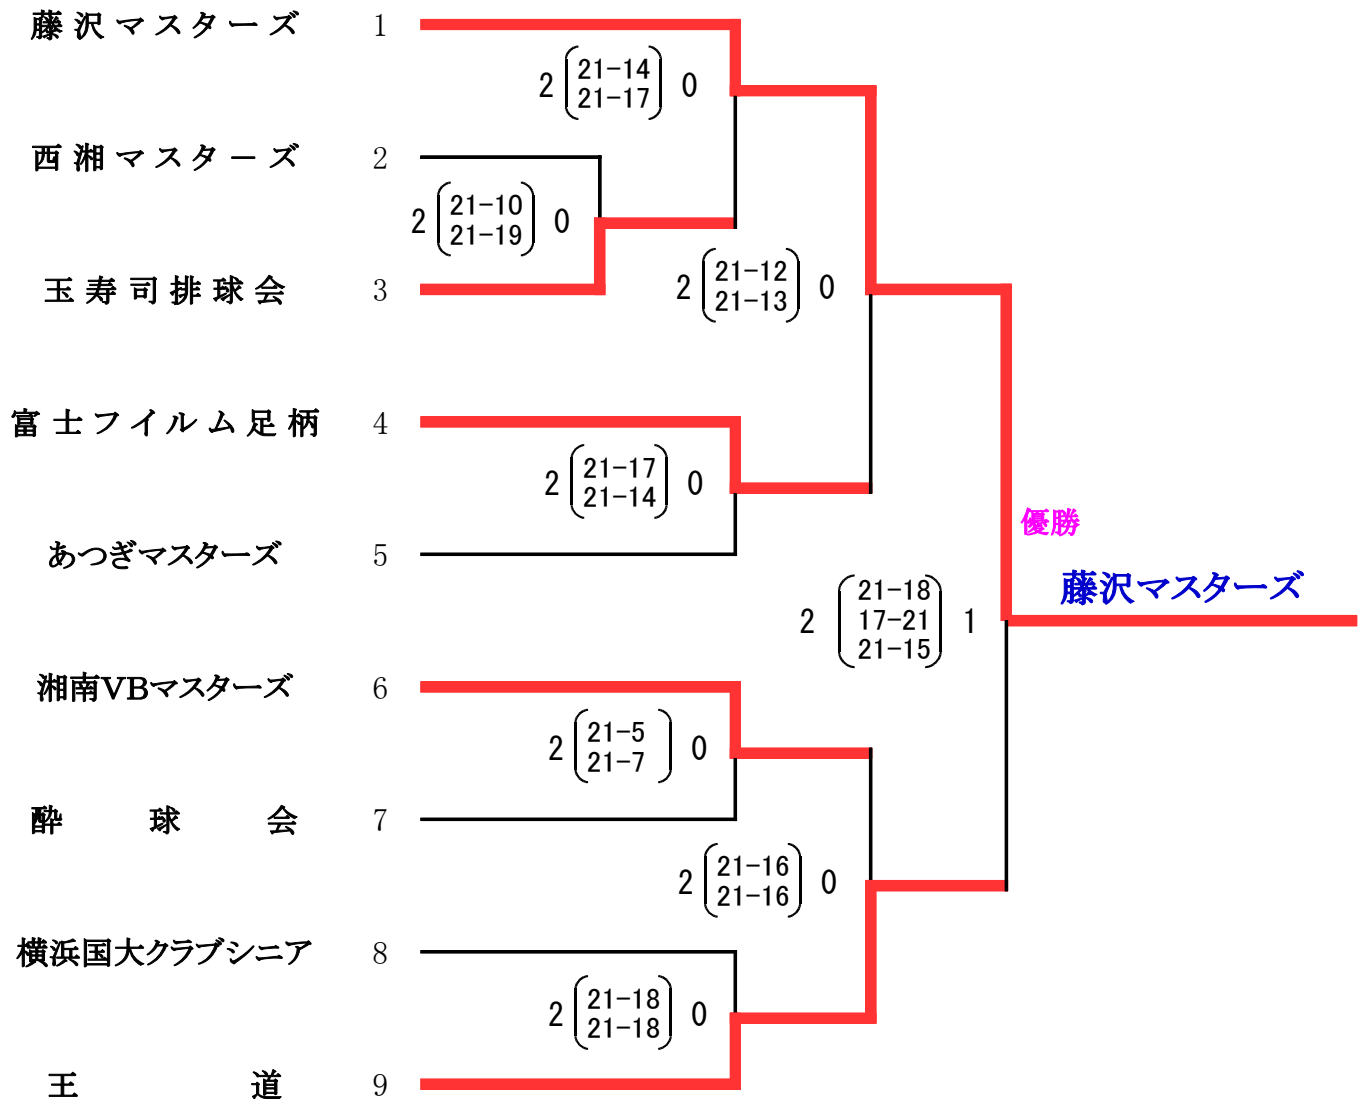 藤沢マスターズ 1
2 21-14 0
21-17
西湘マスタ－ズ 2
2 21-10 0
21-19
玉寿司排球会 3
2 21-12 0
21-13
富士フイルム足柄 4
2 21-17 0
21-14
あつぎマスターズ 5
優勝
藤沢マスターズ
2 21-18 1
17-21
21-15
湘南VBマスターズ 6
2 21-5 0
21-7
酔球会 7
2 21-16 0
21-16
横浜国大クラブシニア 8
2 21-18 0
21-18
王道 9